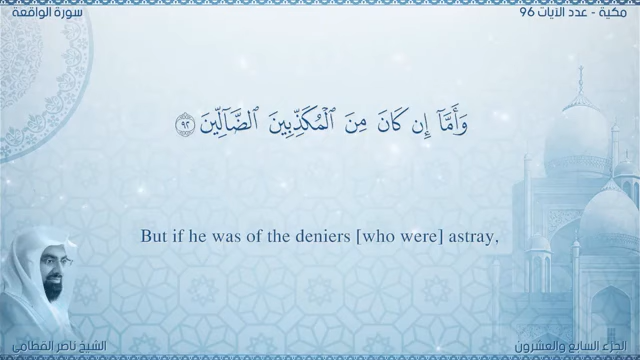 سورة الواقعة
مكية - عدد الآيات 96
وَأَمَّآ إِن كَانَ مِنَ ٱلْمُكَذِّبِينَ ٱلضَّآلِّينَ ٩٢
But if he was of the deniers [who were] astray,
الشيخ ناصر القطامي
الجزء السابع والعشرون